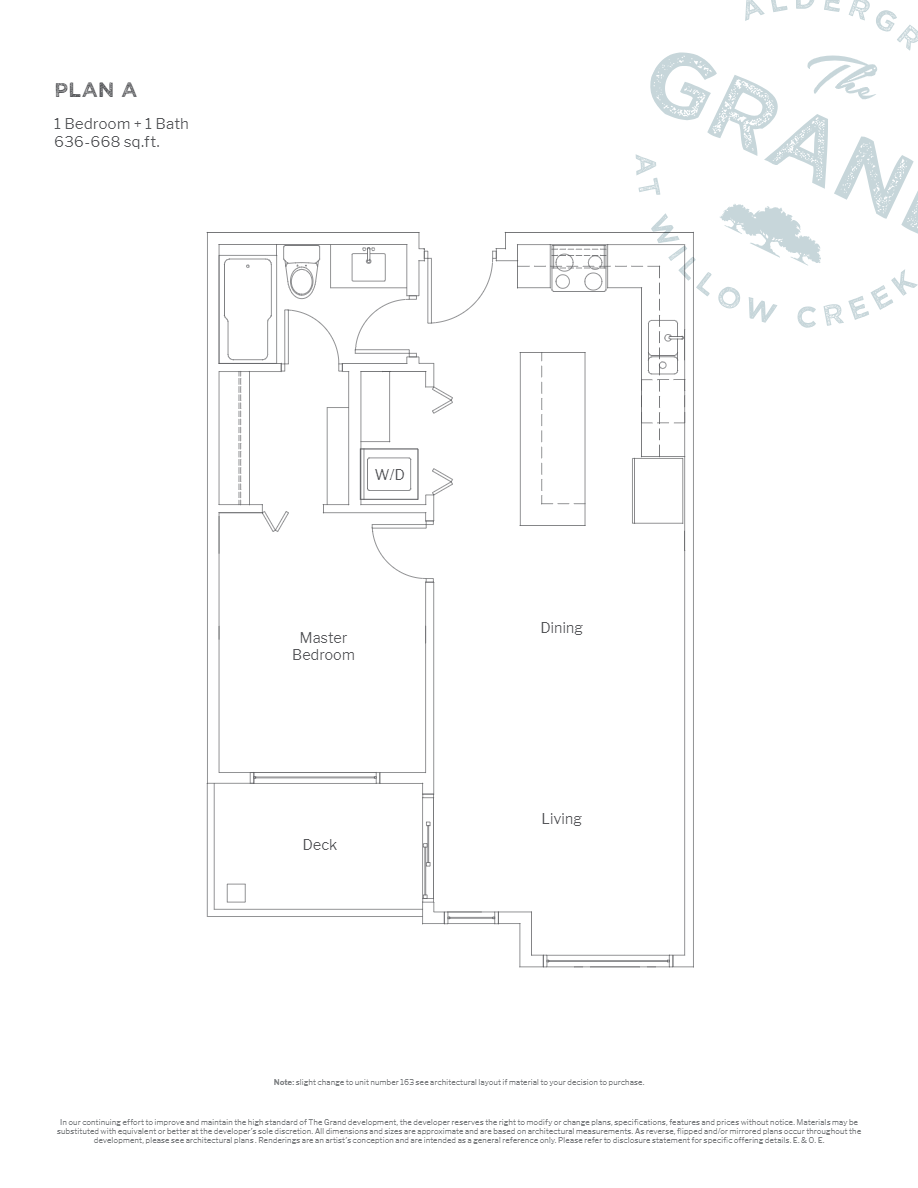 ALDERGR
The
GRAND
AT WILLOW CREEK
PLAN A
1 Bedroom + 1 Bath
636-668 sq.ft.
W/D
Dining
Master
Bedroom
Living
Deck
Note: slight change to unit number 163 see architectural layout if material to your decision to purchase.
In our continuing effort to improve and maintain the high standard of The Grand development, the developer reserves the right to modify or change plans, specifications, features and prices without notice. Materials may be
substituted with equivalent or better at the developer's sole discretion. All dimensions and sizes are approximate and are based on architectural measurements. As reverse, flipped and/or mirrored plans occur throughout the
development, please see architectural plans. Renderings are an artist's conception and are intended as a general reference only. Please refer to disclosure statement for specific offering details. E. & O. E.